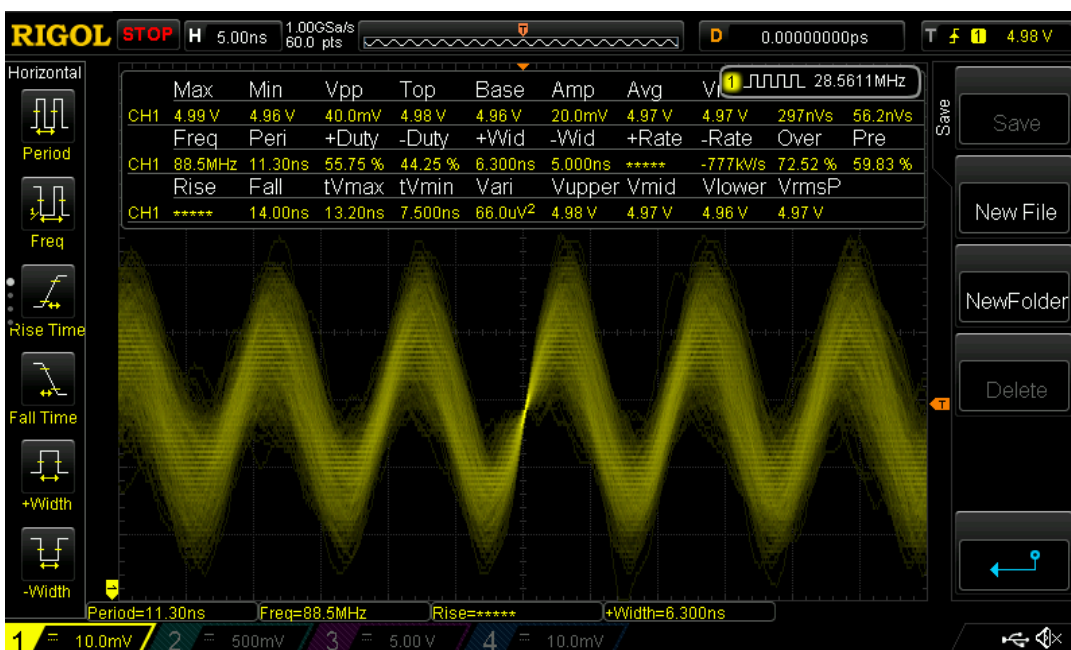 RIGOL STOP H 5.00ns 1.00GSa/s 60.0 pts D 0.00000000ps T 1 4.98 V
Horizontal
Period
Freq
Rise Time
Fall Time
+Width
-Width
1 28.5611MHz
Max Min Vpp Top Base Amp Avg
CH1 4.99 V 4.96 V 40.0mV 4.98 V 4.96 V 20.0mV 4.97 V 4.97 V 297nVs 56.2nVs
Freq Peri +Duty -Duty +Wid -Wid +Rate -Rate Over Pre
CH1 88.5MHz 11.30ns 55.75 % 44.25 % 6.300ns 5.000ns ***** -777kV/s 72.52 % 59.83 %
Rise Fall tVmax tVmin Vari Vupper Vmid Vlower VrmsP
CH1 ***** 14.00ns 13.20ns 7.500ns 66.0uV² 4.98 V 4.97 V 4.96 V 4.97 V
T
Save
Save
New File
NewFolder
Delete
Period=11.30ns Freq=88.5MHz Rise=***** +Width=6.300ns
1 10.0mV 2 500mV 3 5.00 V 4 10.0mV